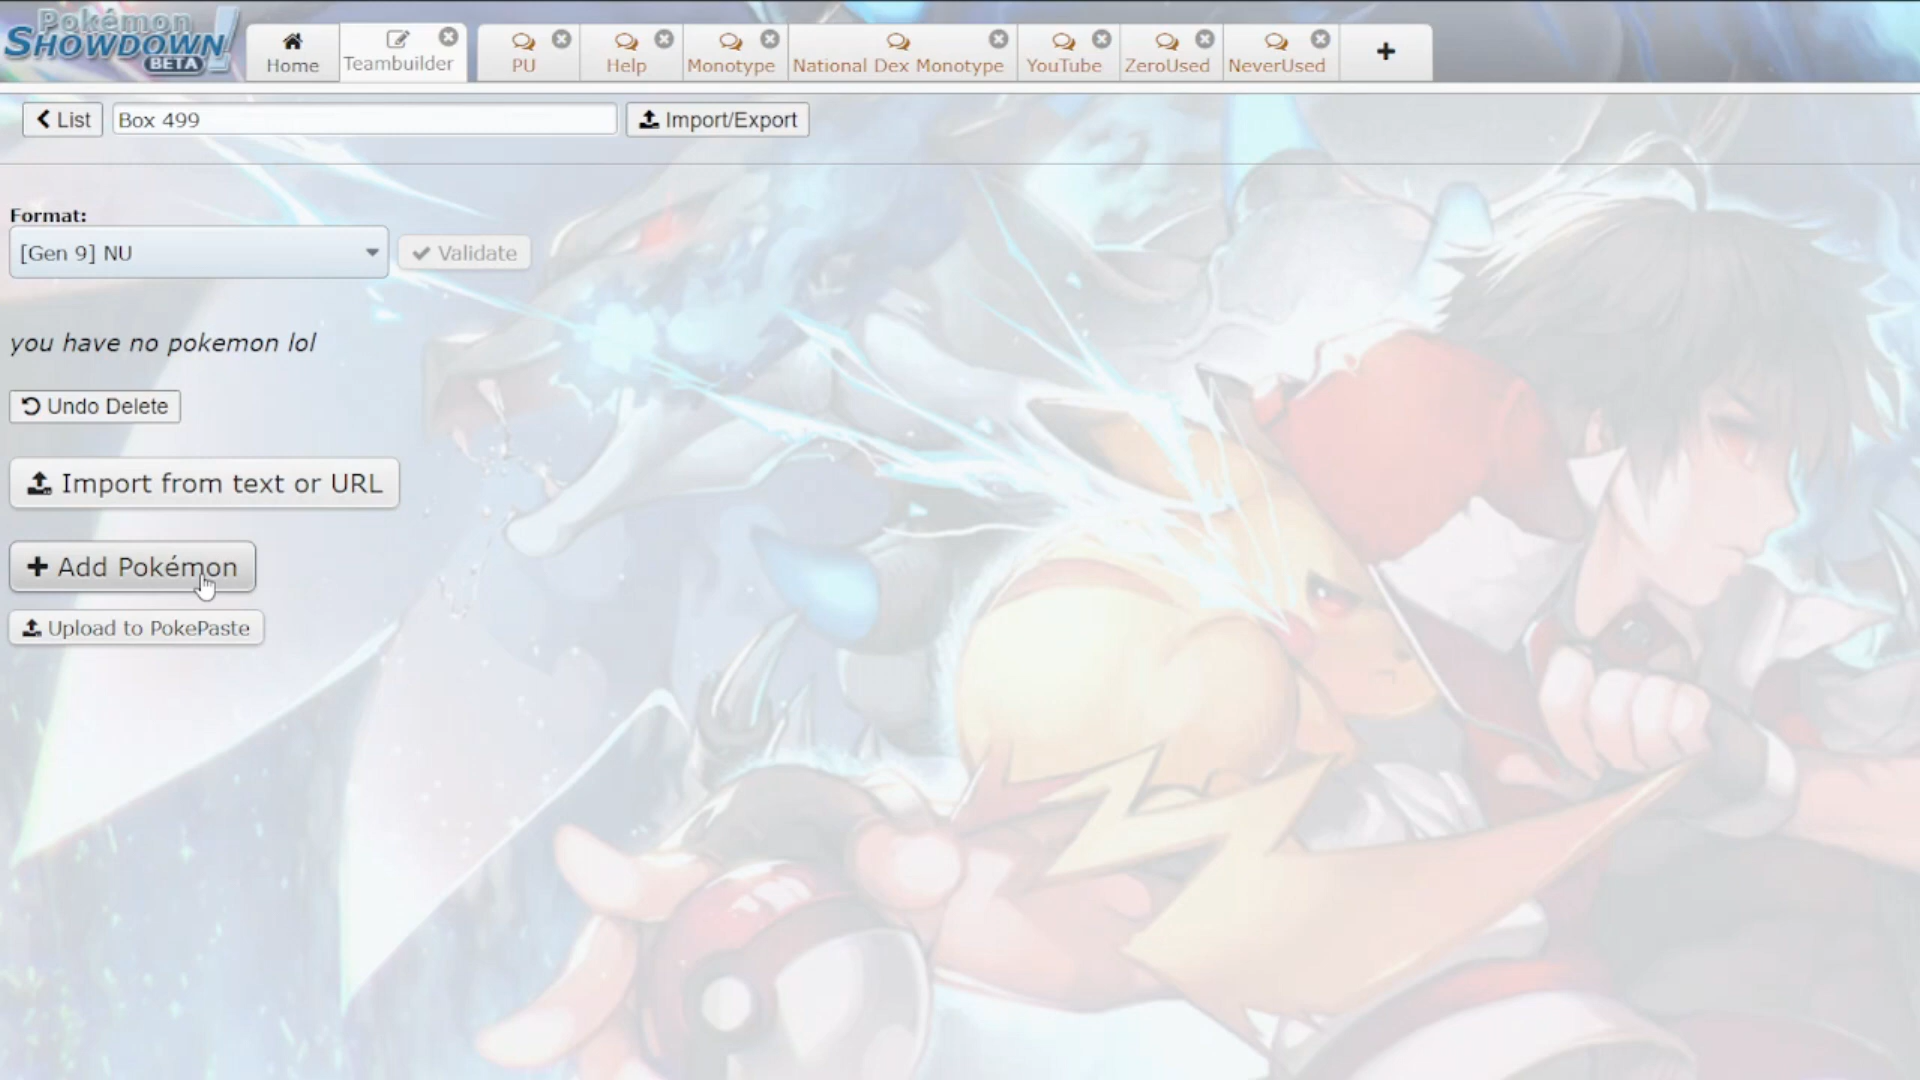 Pokémon
SHOWDOWN!
BETA
Home
Teambuilder
PU
Help
Monotype
National Dex Monotype
YouTube
ZeroUsed
NeverUsed
List
Box 499
Import/Export
Format:
[Gen 9] NU
Validate
you have no pokemon lol
Undo Delete
Import from text or URL
Add Pokémon
Upload to PokePaste